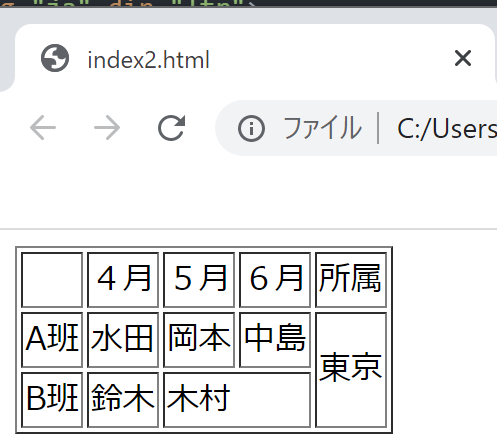 index2.html
ファイル C:/Users
４月 ５月 ６月 所属
A班 水田 岡本 中島 東京
B班 鈴木 木村